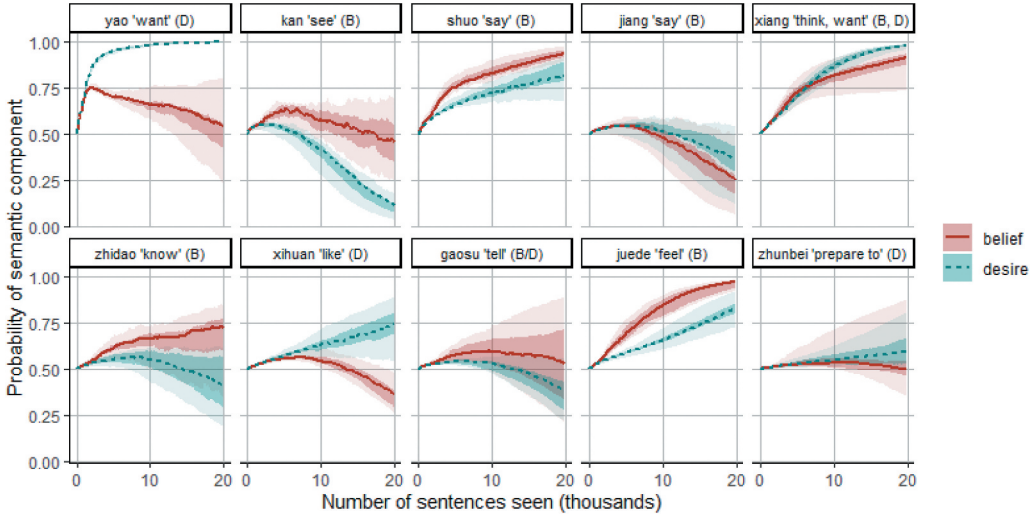 yao 'want' (D)
kan 'see' (B)
shuo 'say' (B)
jiang 'say' (B)
xiang 'think, want' (B, D)
1.00
0.75
0.50
0.25
0.00
zhidao 'know' (B)
xihuan 'like' (D)
gaosu 'tell' (B/D)
juede 'feel' (B)
zhunbei 'prepare to' (D)
1.00
0.75
0.50
0.25
0.00
0 10 20
0 10 20
0 10 20
0 10 20
0 10 20
Probability of semantic component
Number of sentences seen (thousands)
belief
desire